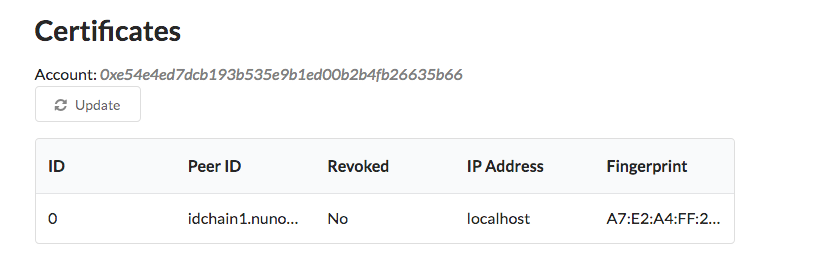 Certificates
Account: 0xe54e4ed7dcb193b535e9b1ed00b2b4fb26635b66
Update
ID Peer ID Revoked IP Address Fingerprint
0 idchain1.nuno... No localhost A7:E2:A4:FF:2...